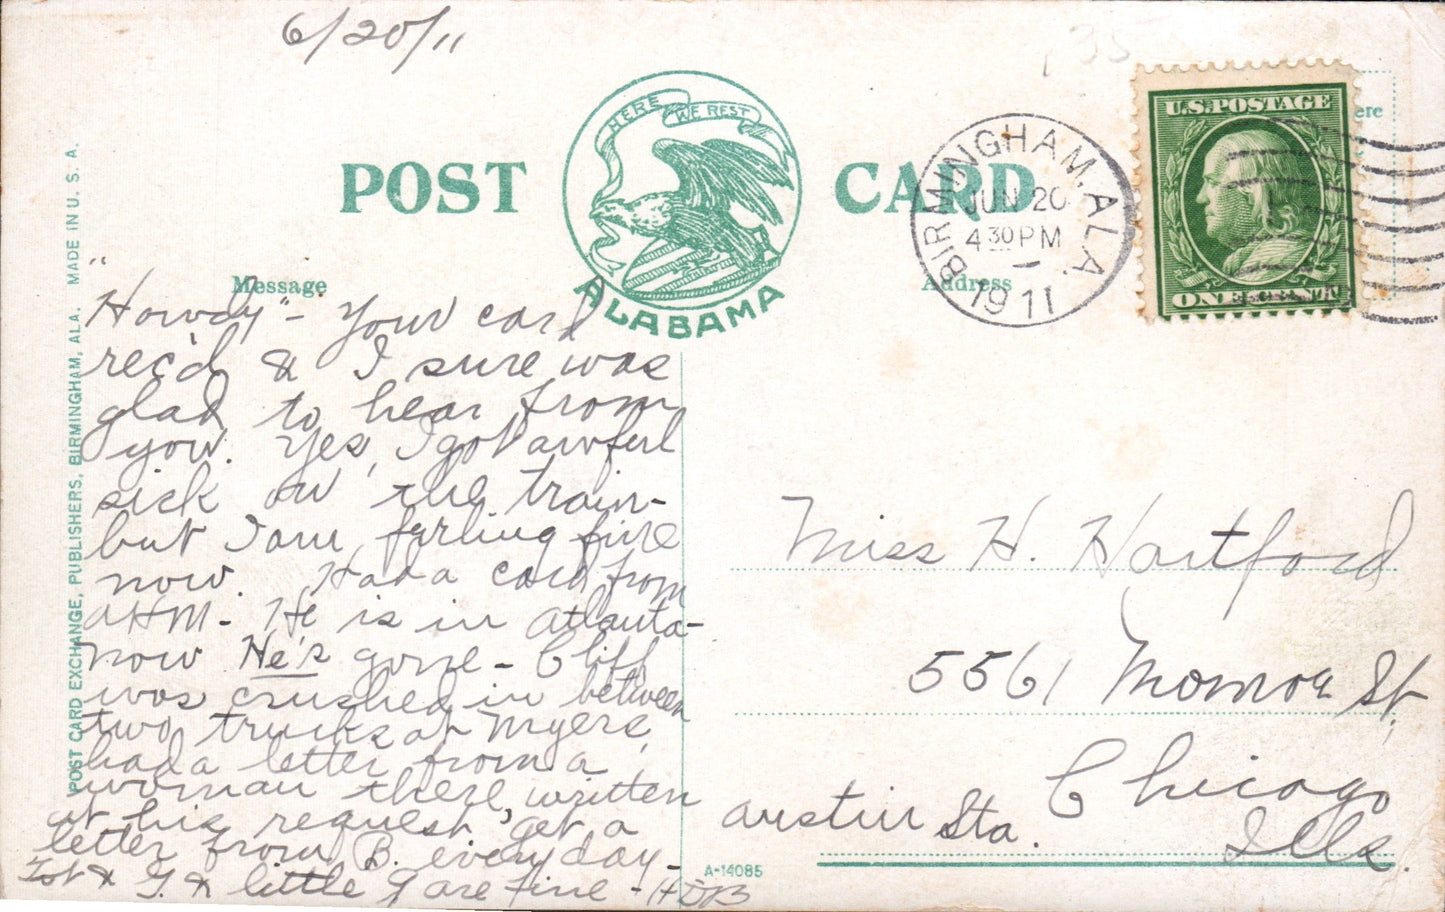 6/20/11
HERE WE REST
POST CARD
ALABAMA
BIRMINGHAM, ALA.
JUN 20
4 30 PM
1911
U.S. POSTAGE
ONE CENT
ere
Message
Address
"Howdy" - Your card
rec'd & I sure was
glad to hear from
you. Yes, I got awful
sick on the train -
but I am feeling fine
now. Had a card from
AHM - He is in Atlanta -
now He's gone - Cliff
was crushed in between
two trucks at Myers,
had a letter from a
woman there, written
at his request, get a
letter from B. every day -
& G. & little g are fine - HDB
Miss H. Hartford
5561 Monroe St.
Chicago
Austin Sta. Ills.
A-14085
POST CARD EXCHANGE, PUBLISHERS, BIRMINGHAM, ALA. MADE IN U. S. A.